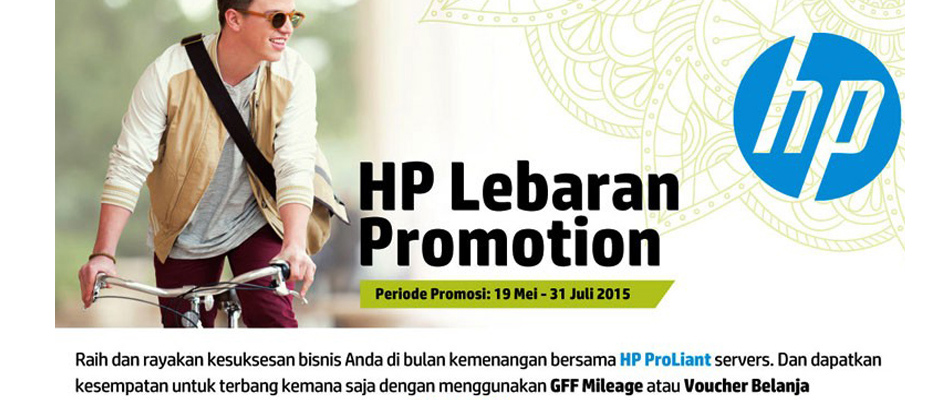 hp
HP Lebaran
Promotion
Periode Promosi: 19 Mei - 31 Juli 2015
Raih dan rayakan kesuksesan bisnis Anda di bulan kemenangan bersama HP ProLiant servers. Dan dapatkan
kesempatan untuk terbang kemana saja dengan menggunakan GFF Mileage atau Voucher Belanja